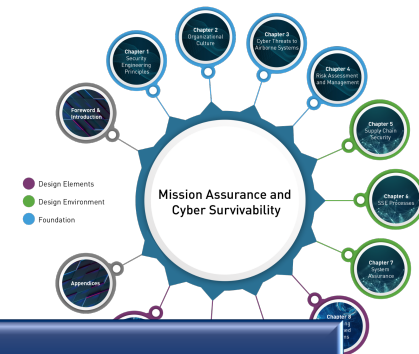 Chapter 1
Security
Engineering
Principles
Chapter 2
Organizational
Culture
Chapter 3
Cyber Threats to
Airborne Systems
Chapter 4
Risk Assessment
and Management
Foreword &
Introduction
Chapter 5
Supply Chain
Security
Design Elements
Design Environment
Foundation
Mission Assurance and
Cyber Survivability
Chapter 6
SSE Processes
Chapter 7
System
Assurance
Appendices
Chapter 8